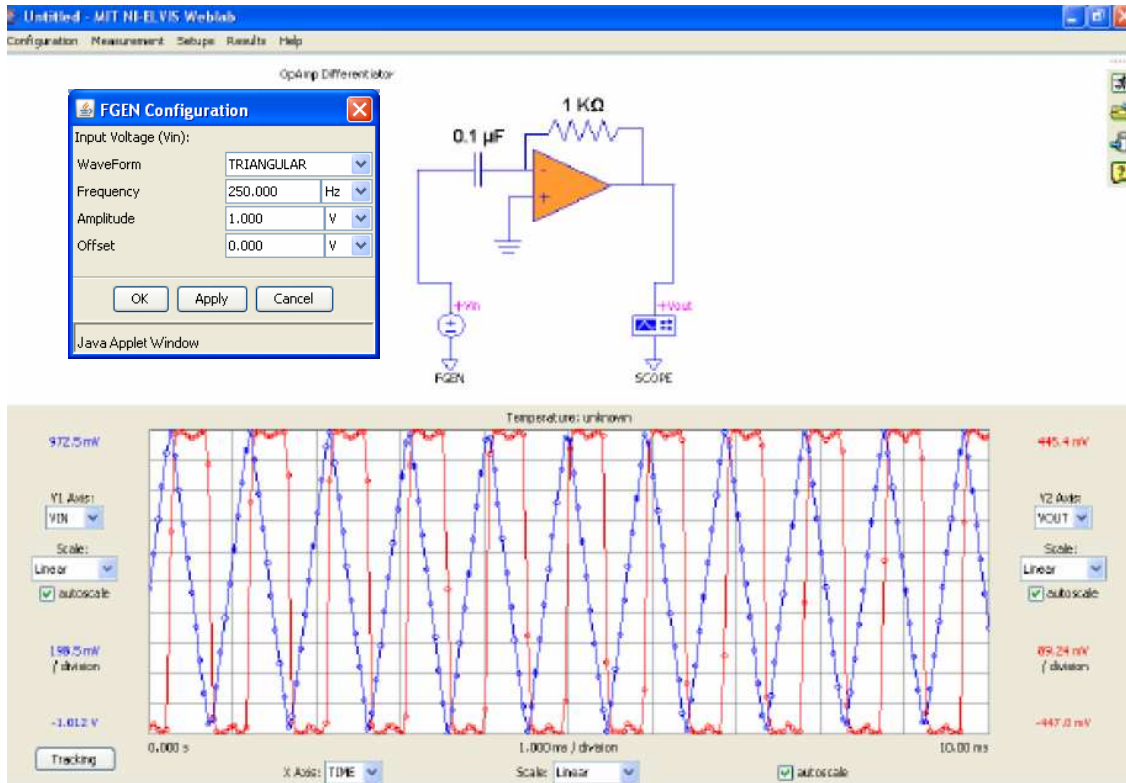 Untitled - MIT NI-ELVIS Weblab
Configuration Measurement Setups Results Help
OpAmp Differentiator
FGEN Configuration
Input Voltage (Vin):
WaveForm TRIANGULAR
Frequency 250.000 Hz
Amplitude 1.000 V
Offset 0.000 V
OK Apply Cancel
Java Applet Window
1 KΩ
0.1 µF
-
+
+Vin
+Vout
FGEN
SCOPE
Temperature: unknown
972.5 mV
Y1 Axis:
VIN
Scale:
Linear
autoscale
198.5 mV
/ division
-1.012 V
Tracking
445.4 mV
Y2 Axis:
VOUT
Scale:
Linear
autoscale
89.24 mV
/ division
-447.0 mV
0.000 s 1.000 ms / division 10.00 ms
X Axis: TIME Scale: Linear autoscale